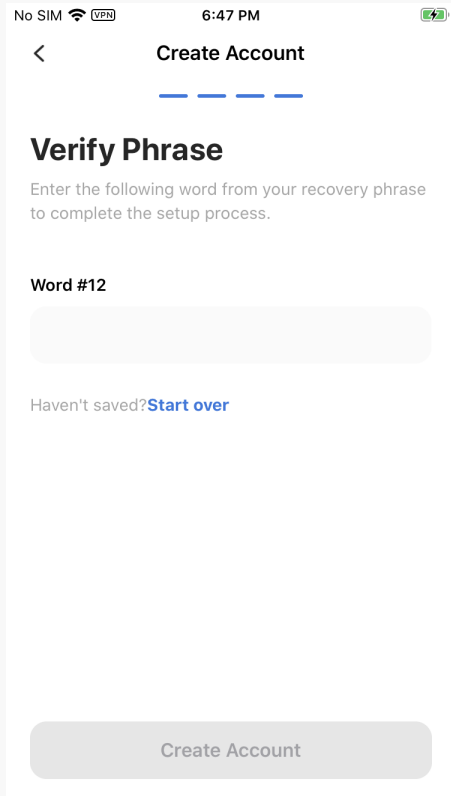 No SIM VPN 6:47 PM
Create Account
Verify Phrase
Enter the following word from your recovery phrase
to complete the setup process.
Word #12
Haven't saved?Start over
Create Account